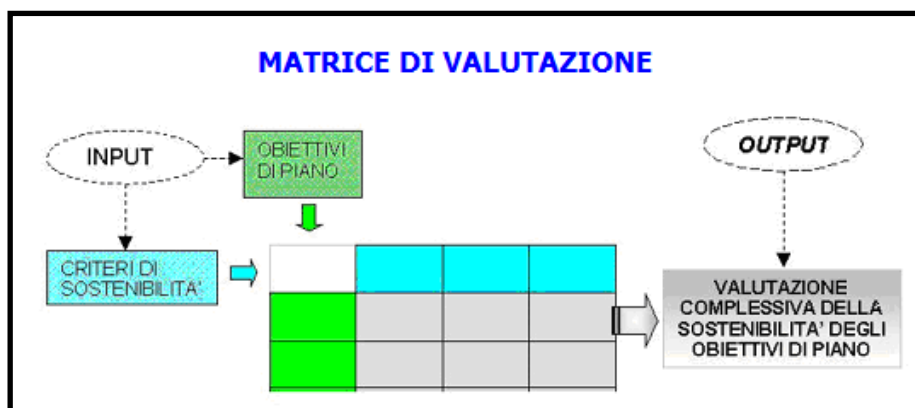 MATRICE DI VALUTAZIONE
INPUT
OBIETTIVI
DI PIANO
OUTPUT
CRITERI DI
SOSTENIBILITA'
VALUTAZIONE
COMPLESSIVA DELLA
SOSTENIBILITA' DEGLI
OBIETTIVI DI PIANO